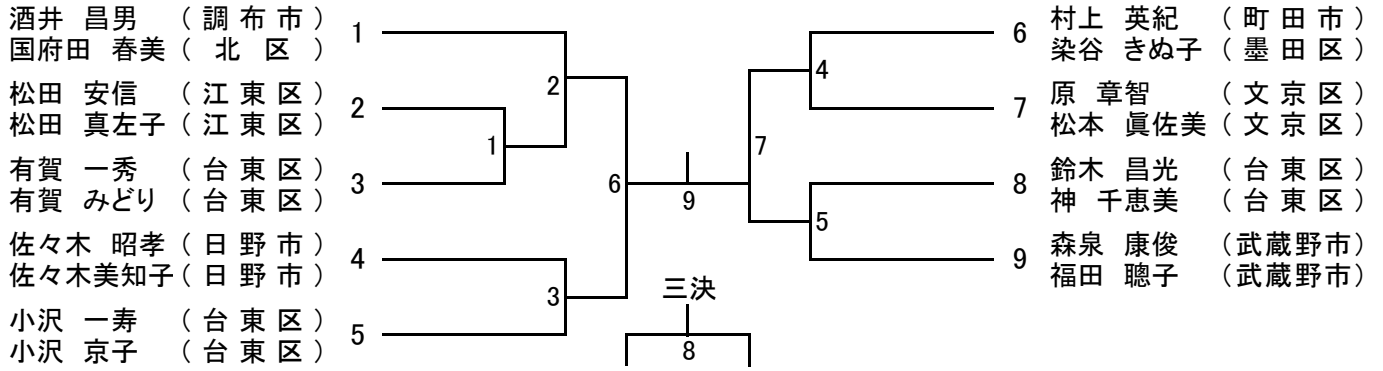 酒井 昌男 （調布市） 1
国府田 春美（ 北 区 ）
松田 安信 （江東区） 2
松田 真左子（江東区）
有賀 一秀 （台東区） 3
有賀 みどり（台東区）
佐々木 昭孝（日野市） 4
佐々木美知子（日野市）
小沢 一寿 （台東区） 5
小沢 京子 （台東区）
2
1
6
3
9
三決
8
7
4
5
6 村上 英紀 （町田市）
染谷 きぬ子（墨田区）
7 原 章智 （文京区）
松本 眞佐美（文京区）
8 鈴木 昌光 （台東区）
神 千恵美 （台東区）
9 森泉 康俊 （武蔵野市）
福田 聰子 （武蔵野市）